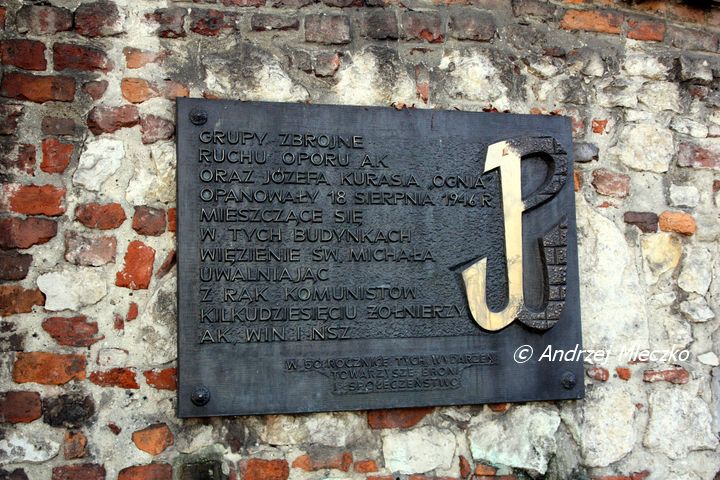 GRUPY ZBROJNE
RUCHU OPORU AK
ORAZ JÓZEFA KURASIA „OGNIA”
OPANOWAŁY 18 SIERPNIA 1946 R.
MIESZCZĄCE SIĘ
W TYCH BUDYNKACH
WIĘZIENIE ŚW. MICHAŁA
UWALNIAJĄC
Z RĄK KOMUNISTÓW
KILKUDZIESIĘCIU ŻOŁNIERZY
AK, WIN I NSZ
W 50 ROCZNICĘ TYCH WYDARZEŃ
TOWARZYSZE BRONI
I SPOŁECZEŃSTWO
© Andrzej Mleczko